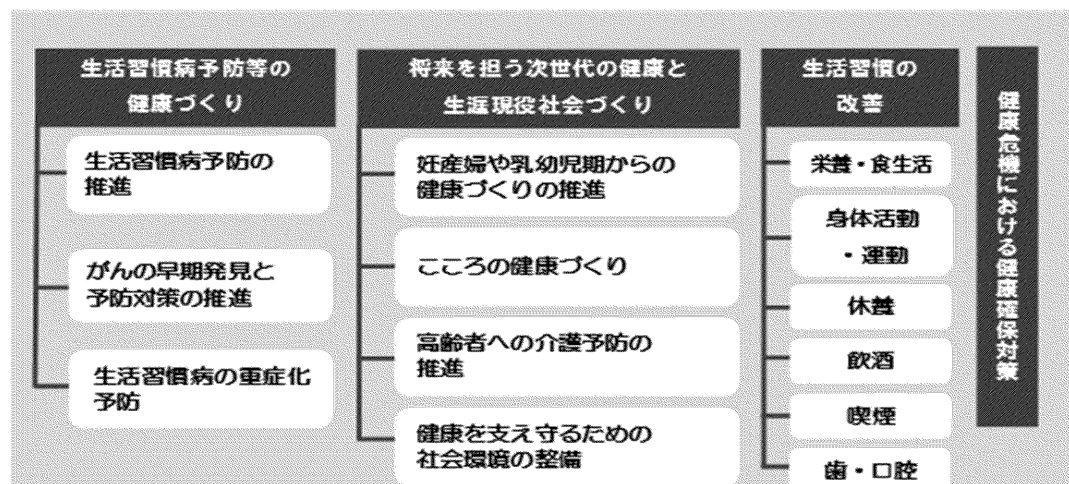 生活習慣病予防等の
健康づくり
生活習慣病予防の
推進
がんの早期発見と
予防対策の推進
生活習慣病の重症化
予防
将来を担う次世代の健康と
生涯現役社会づくり
妊産婦や乳幼児期からの
健康づくりの推進
こころの健康づくり
高齢者への介護予防の
推進
健康を支え守るための
社会環境の整備
生活習慣の
改善
栄養・食生活
身体活動
・運動
休養
飲酒
喫煙
歯・口腔
健康危機における健康確保対策